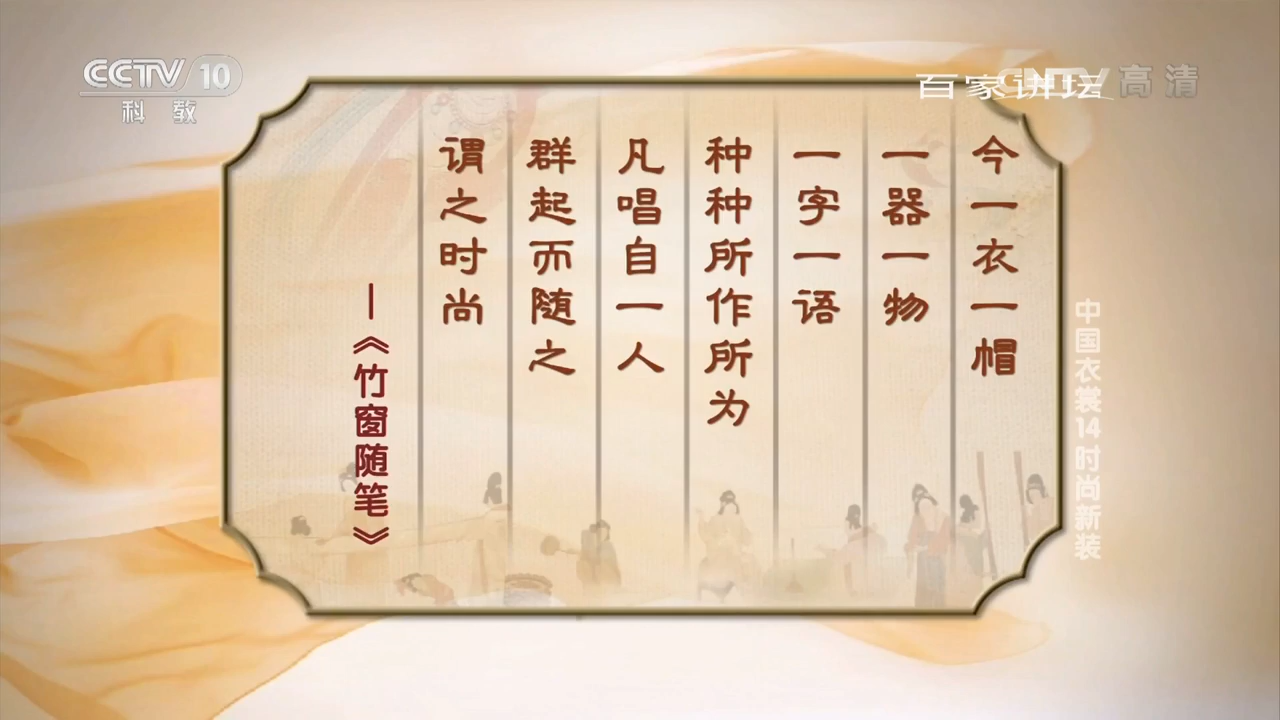 CCTV 10
科教
百家讲坛
高清
今一衣一帽
一器一物
一字一语
种种所作所为
凡唱自一人
群起而随之
谓之时尚
—《竹窗随笔》
中国衣裳14时尚新装